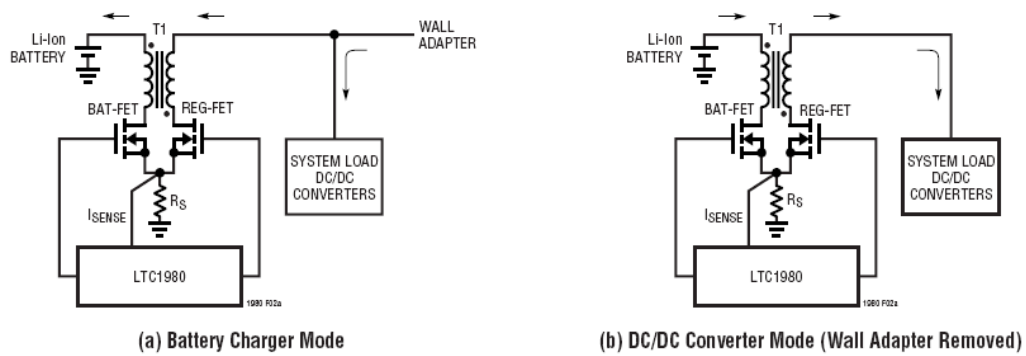 T1
WALL
ADAPTER
Li-Ion
BATTERY
BAT-FET
REG-FET
SYSTEM LOAD
DC/DC
CONVERTERS
RS
ISENSE
LTC1980
1980 F02a
(a) Battery Charger Mode
T1
Li-Ion
BATTERY
BAT-FET
REG-FET
SYSTEM LOAD
DC/DC
CONVERTERS
RS
ISENSE
LTC1980
1980 F02a
(b) DC/DC Converter Mode (Wall Adapter Removed)